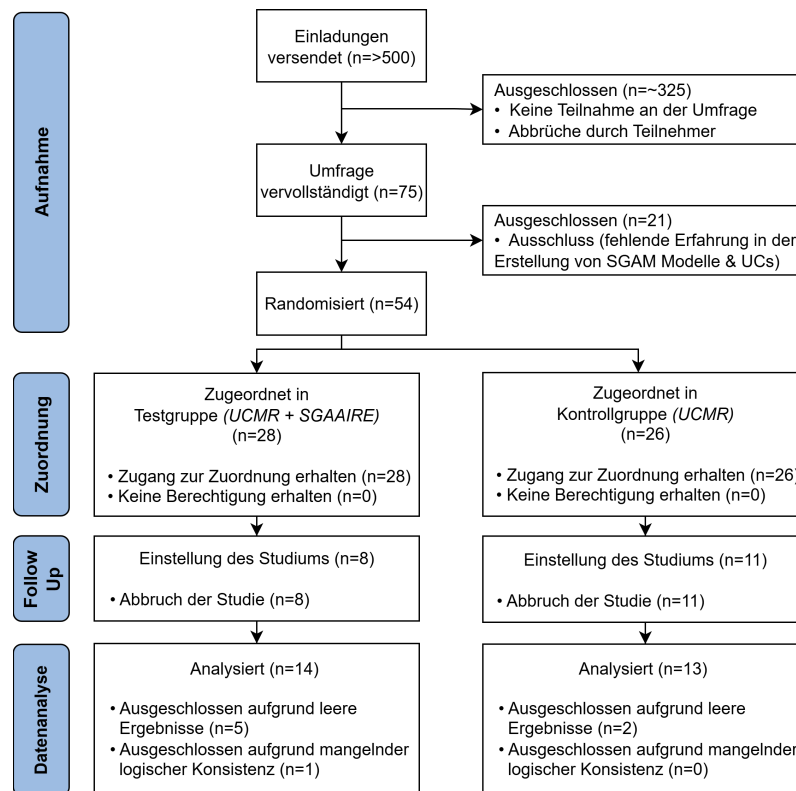 Aufnahme
Einladungen
versendet (n=>500)
Ausgeschlossen (n=~325)
• Keine Teilnahme an der Umfrage
• Abbrüche durch Teilnehmer
Umfrage
vervollständigt (n=75)
Ausgeschlossen (n=21)
• Ausschluss (fehlende Erfahrung in der
Erstellung von SGAM Modelle & UCs)
Randomisiert (n=54)
Zuordnung
Zugeordnet in
Testgruppe (UCMR + SGAAIRE)
(n=28)
• Zugang zur Zuordnung erhalten (n=28)
• Keine Berechtigung erhalten (n=0)
Zugeordnet in
Kontrollgruppe (UCMR)
(n=26)
• Zugang zur Zuordnung erhalten (n=26)
• Keine Berechtigung erhalten (n=0)
Follow
Up
Einstellung des Studiums (n=8)
• Abbruch der Studie (n=8)
Einstellung des Studiums (n=11)
• Abbruch der Studie (n=11)
Datenanalyse
Analysiert (n=14)
• Ausgeschlossen aufgrund leere
Ergebnisse (n=5)
• Ausgeschlossen aufgrund mangelnder
logischer Konsistenz (n=1)
Analysiert (n=13)
• Ausgeschlossen aufgrund leere
Ergebnisse (n=2)
• Ausgeschlossen aufgrund mangelnder
logischer Konsistenz (n=0)